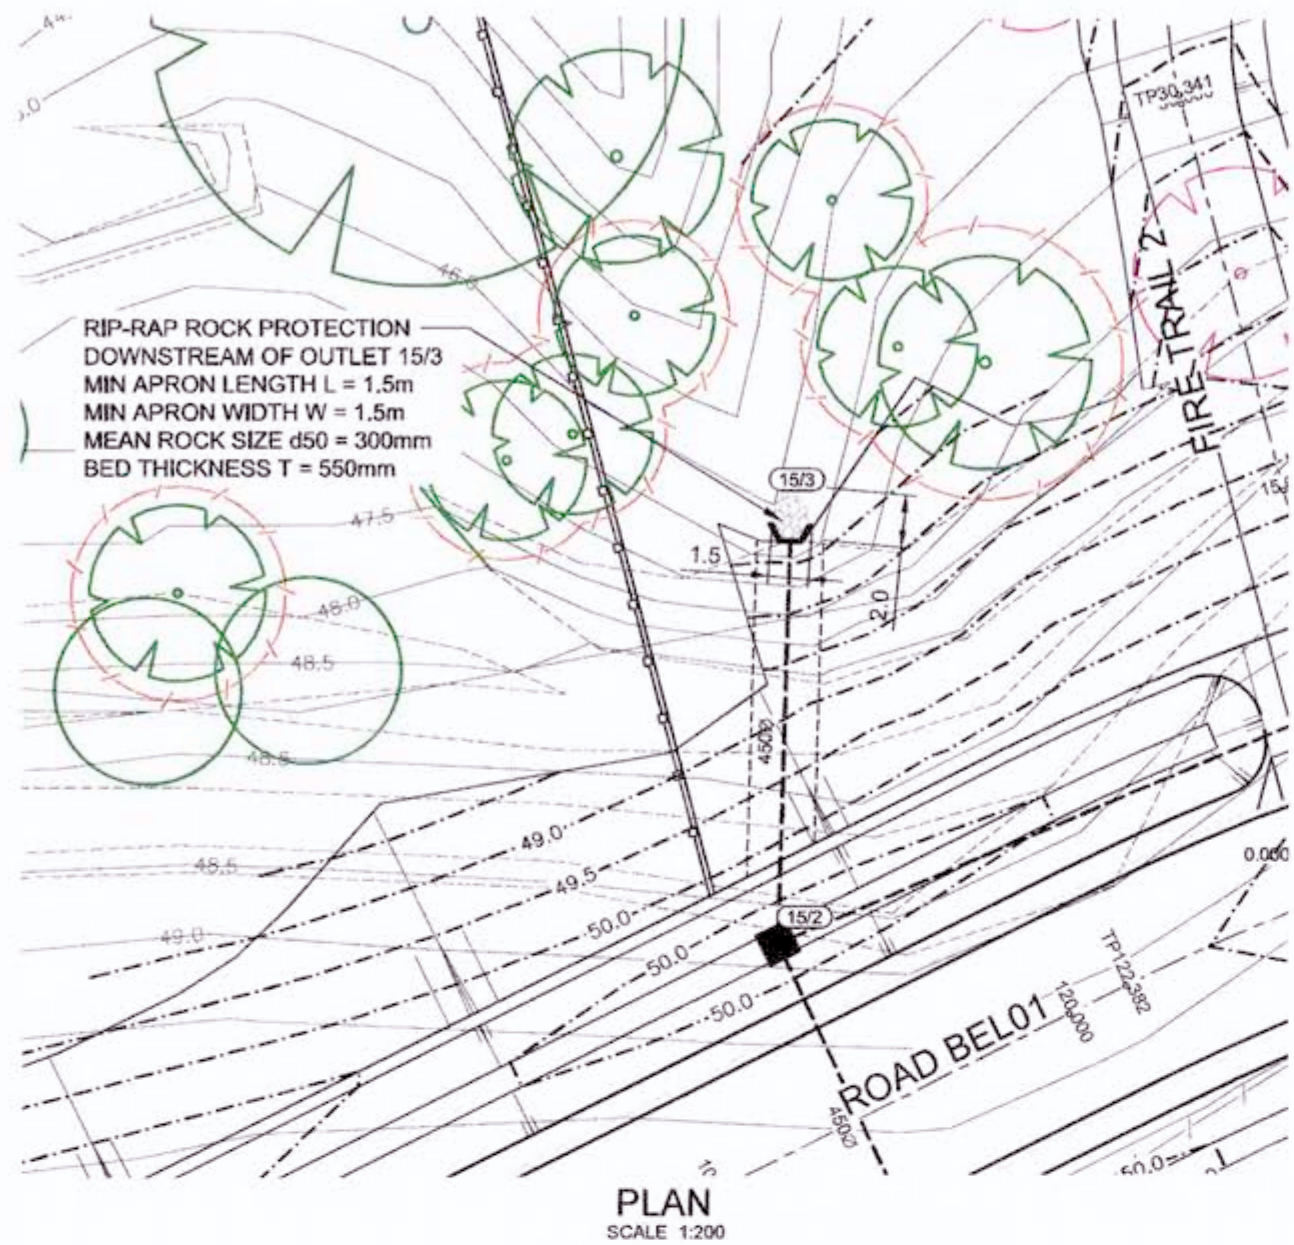 TP30.341
46.0
RIP-RAP ROCK PROTECTION
DOWNSTREAM OF OUTLET 15/3
MIN APRON LENGTH L = 1.5m
MIN APRON WIDTH W = 1.5m
MEAN ROCK SIZE d50 = 300mm
BED THICKNESS T = 550mm
FIRE TRAIL 2
15/3
47.5
1.5
2.0
48.0
48.5
450Ø
48.5
49.0
48.5
49.5
0.000
50.0
15/2
49.0
50.0
50.0
TP122.382
120.000
ROAD BEL01
450Ø
50.0
PLAN
SCALE 1:200